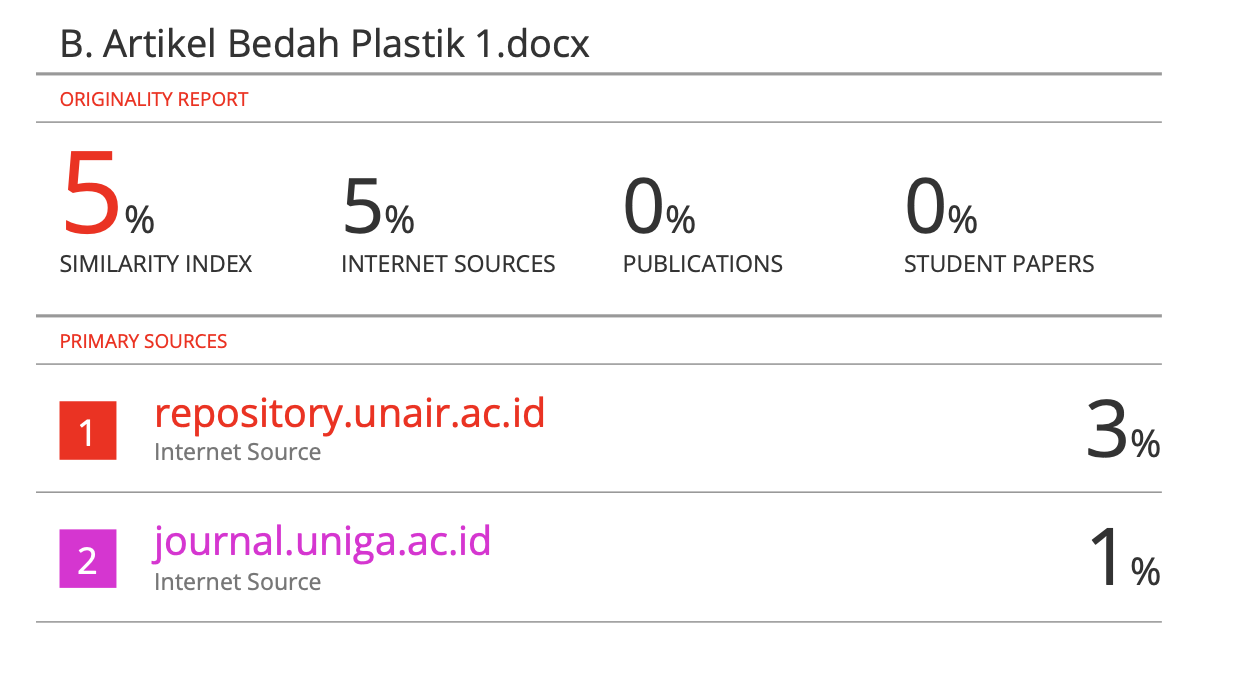 B. Artikel Bedah Plastik 1.docx
ORIGINALITY REPORT
5% 5% 0% 0%
SIMILARITY INDEX INTERNET SOURCES PUBLICATIONS STUDENT PAPERS
PRIMARY SOURCES
1 repository.unair.ac.id 3%
Internet Source
2 journal.uniga.ac.id 1%
Internet Source